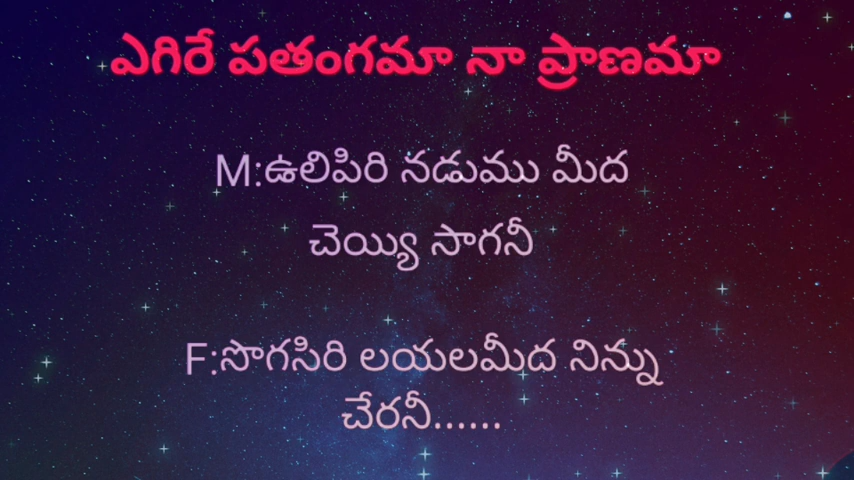 ఎగిరే పతంగమా నా ప్రాణమా
M:ఉలిపిరి నడుము మీద
చెయ్యి సాగనీ
F:సొగసిరి లయలమీద నిన్ను
చేరనీ......